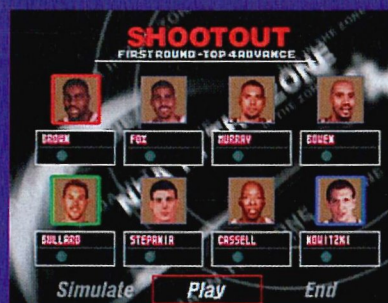 SHOOTOUT
FIRST ROUND - TOP 4 ADVANCE
BROWN FOX MURRAY BOWEN
BULLARD STEPANIA CASSELL NOWITZKI
Simulate Play End